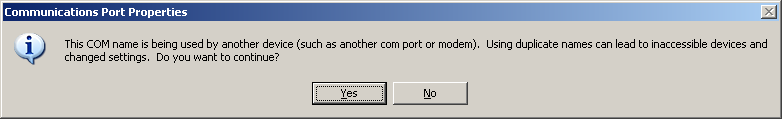 Communications Port Properties
This COM name is being used by another device (such as another com port or modem).  Using duplicate names can lead to inaccessible devices and
changed settings.  Do you want to continue?
Yes
No